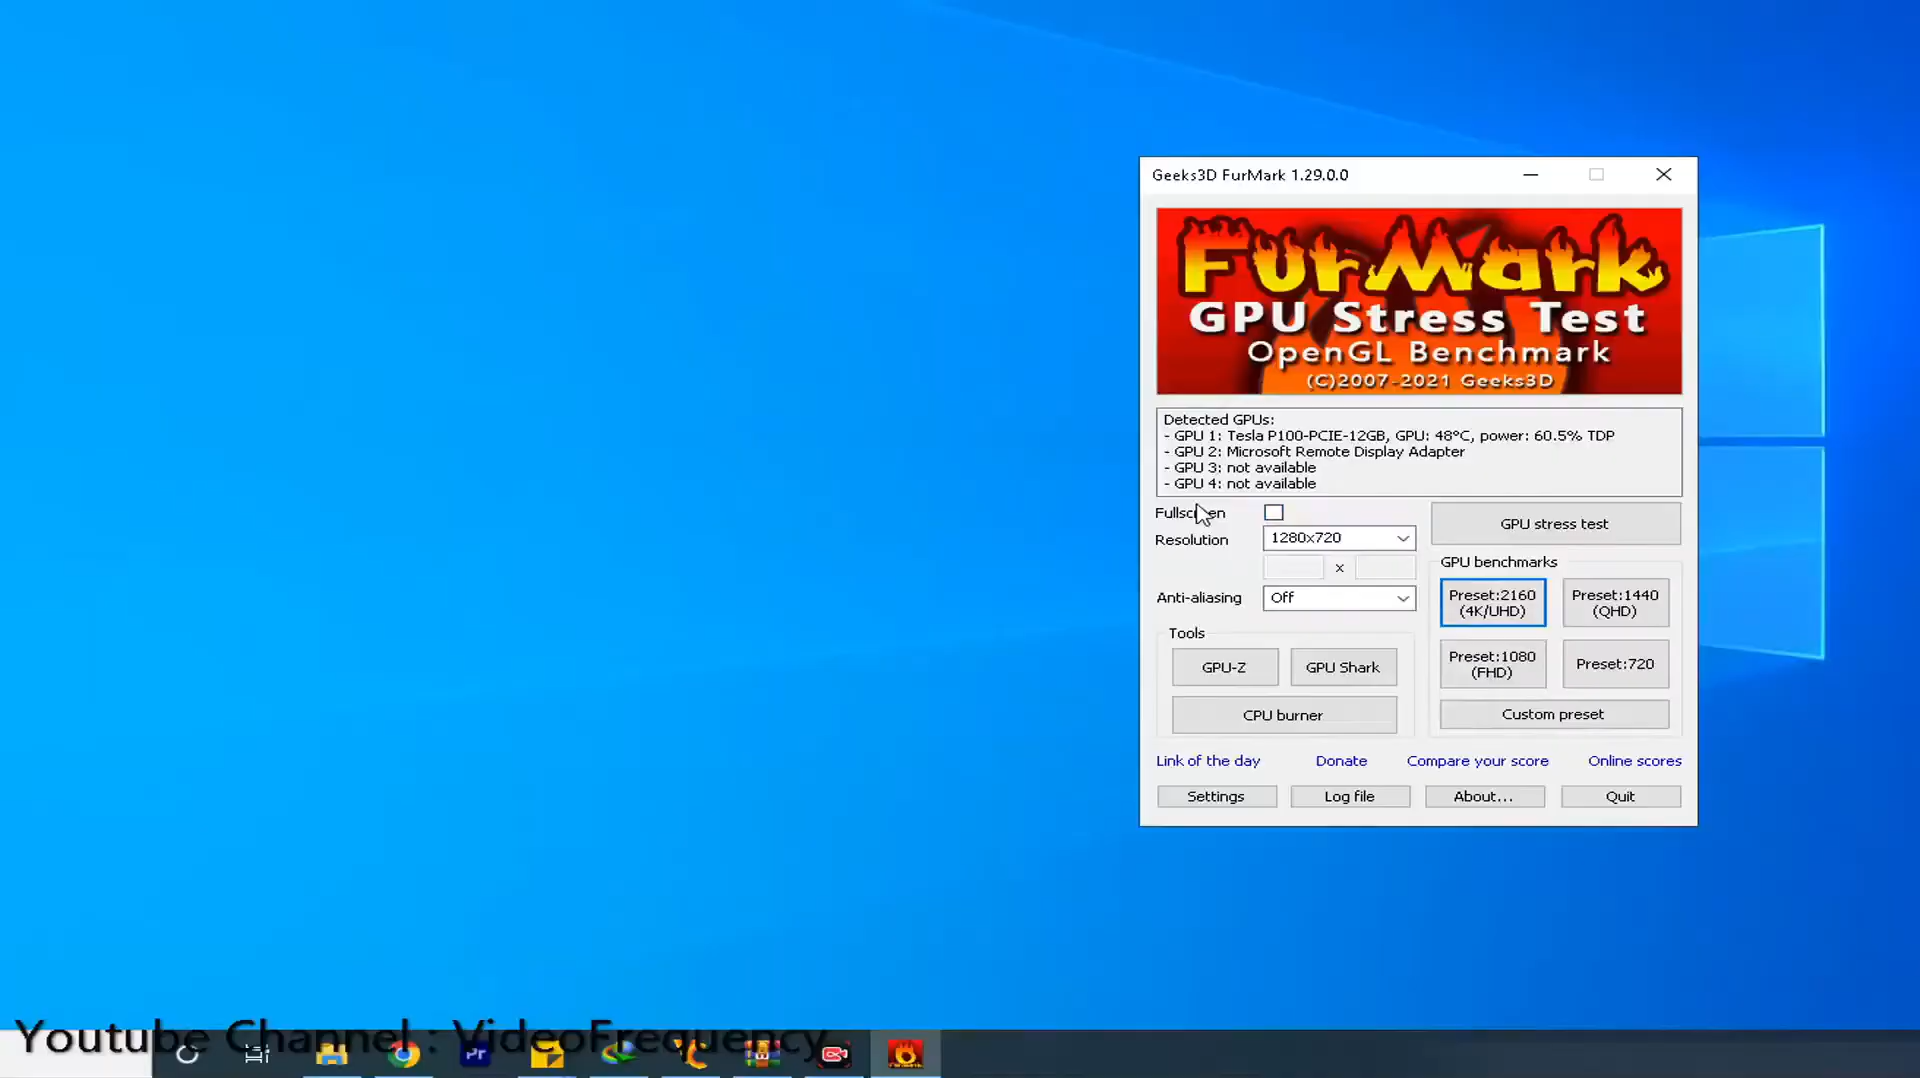 Geeks3D FurMark 1.29.0.0
FurMark
GPU Stress Test
OpenGL Benchmark
(C)2007-2021 Geeks3D
Detected GPUs:
- GPU 1: Tesla P100-PCIE-12GB, GPU: 48°C, power: 60.5% TDP
- GPU 2: Microsoft Remote Display Adapter
- GPU 3: not available
- GPU 4: not available
Fullscreen
GPU stress test
Resolution
1280x720
x
Anti-aliasing
Off
GPU benchmarks
Preset:2160
(4K/UHD)
Preset:1440
(QHD)
Preset:1080
(FHD)
Preset:720
Custom preset
Tools
GPU-Z
GPU Shark
CPU burner
Link of the day
Donate
Compare your score
Online scores
Settings
Log file
About...
Quit
Youtube Channel : VideoFrequency
Pr